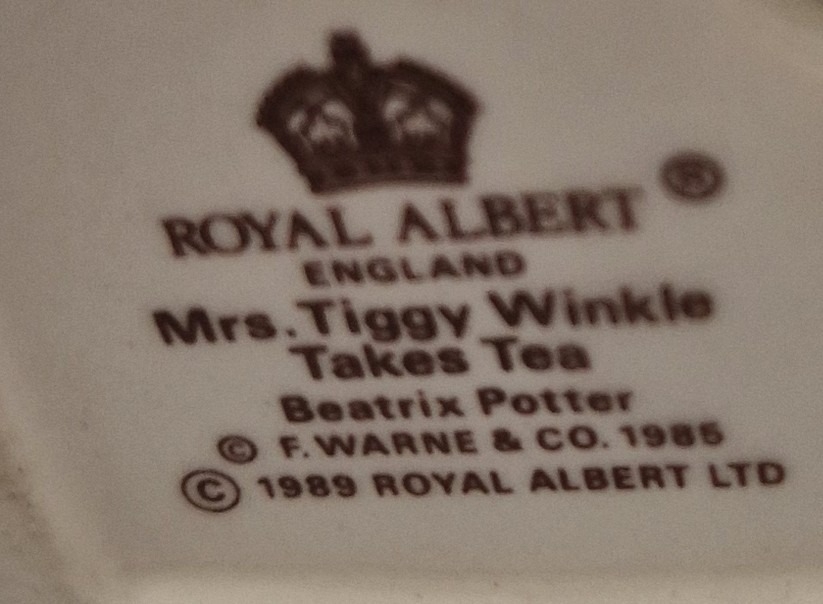 ®
ROYAL ALBERT
ENGLAND
Mrs. Tiggy Winkle
Takes Tea
Beatrix Potter
© F. WARNE & CO. 1985
© 1989 ROYAL ALBERT LTD